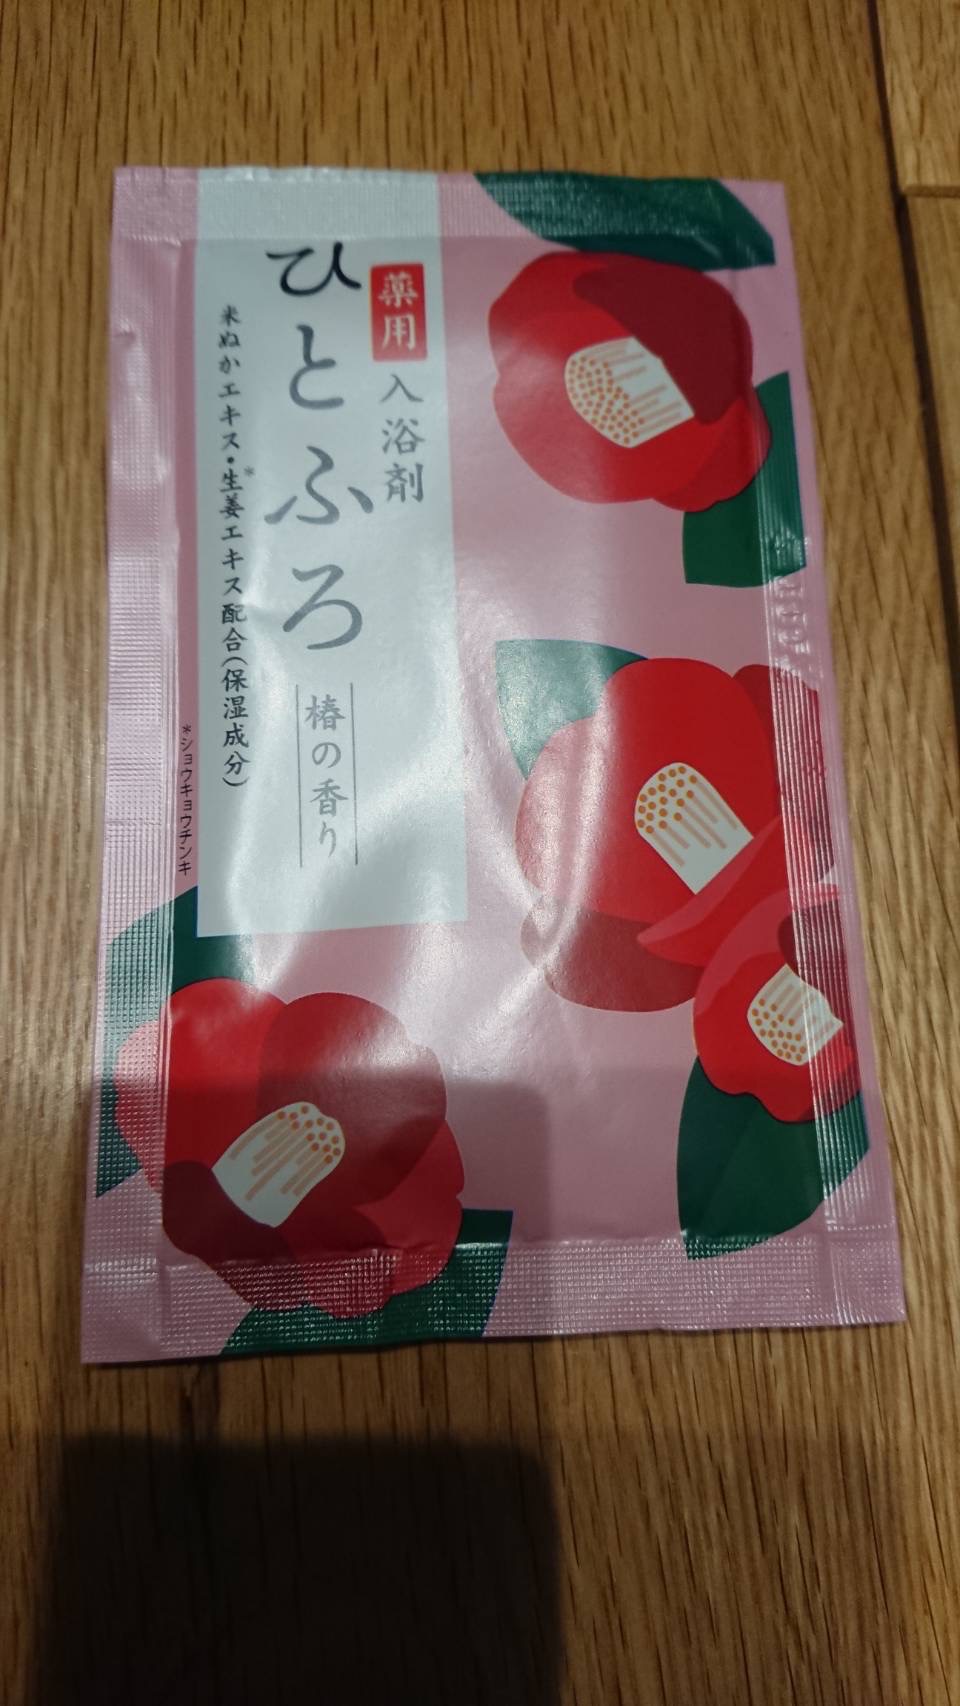 薬用入浴剤
ひとふろ
椿の香り
米ぬかエキス・生姜*エキス配合(保湿成分)
*ショウキョウチンキ